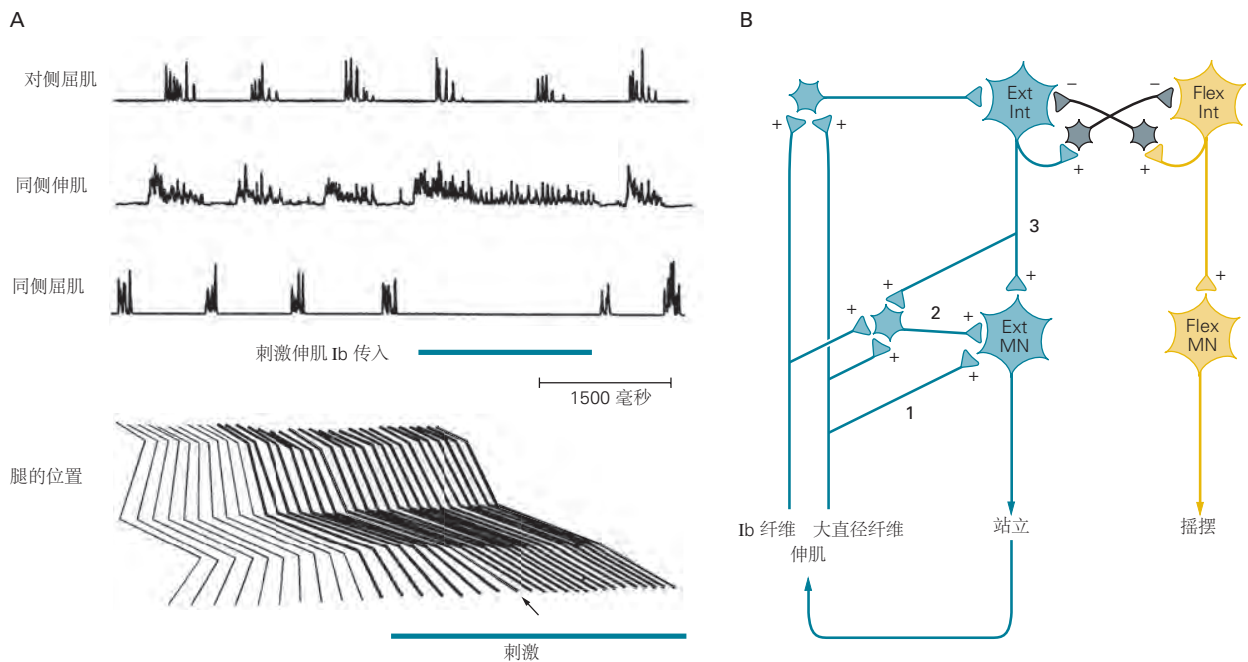 A
对侧屈肌
同侧伸肌
同侧屈肌
刺激伸肌 Ib 传入
1500 毫秒
腿的位置
刺激
B
Ext
Int
Flex
Int
−
−
+
+
+
+
3
+
+
+
2
+
Ext
MN
+
Flex
MN
+
+
1
Ib 纤维
大直径纤维
伸肌
站立
摇摆